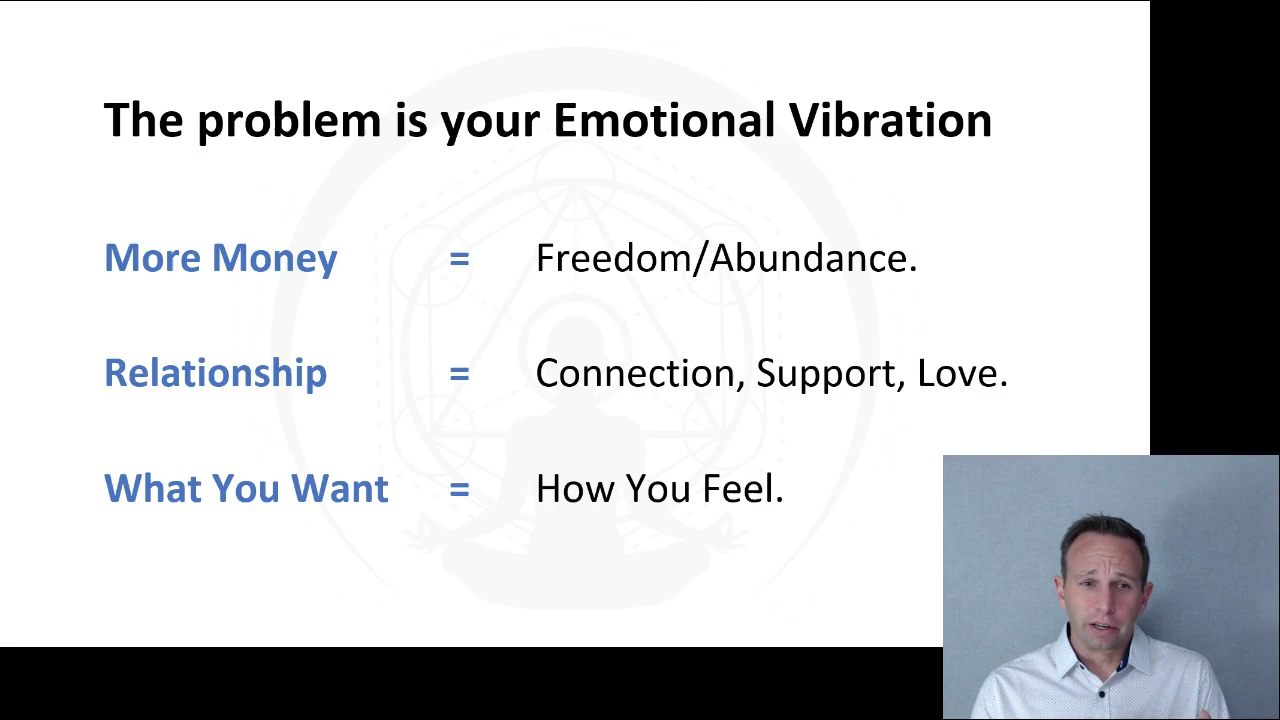 The problem is your Emotional Vibration
More Money = Freedom/Abundance.
Relationship = Connection, Support, Love.
What You Want = How You Feel.